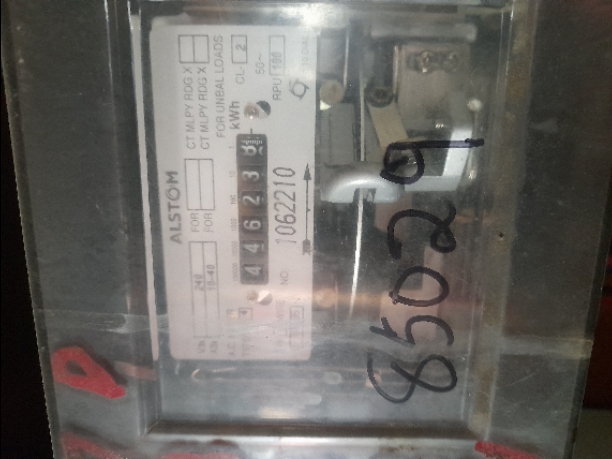 ALSTOM
CT MLPY RDG X
CT MLPY RDG X
FOR
FOR
FOR UNBAL LOADS
240
10-40
CL- 2
50~
RPU 100
kWh
4 4 6 2 3
NO.
1062210
85029